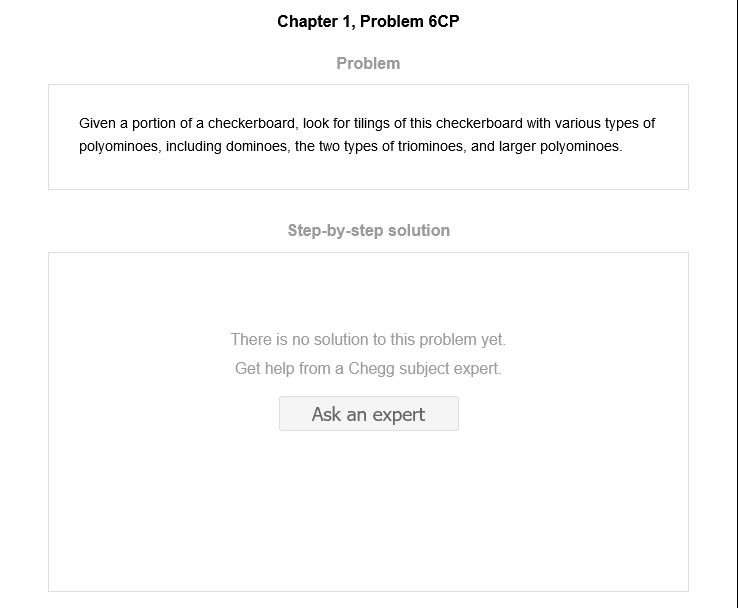 Chapter 1, Problem 6CP
Problem
Given a portion of a checkerboard, look for tilings of this checkerboard with various types of
polyominoes, including dominoes, the two types of triominoes, and larger polyominoes.
Step-by-step solution
There is no solution to this problem yet.
Get help from a Chegg subject expert.
Ask an expert